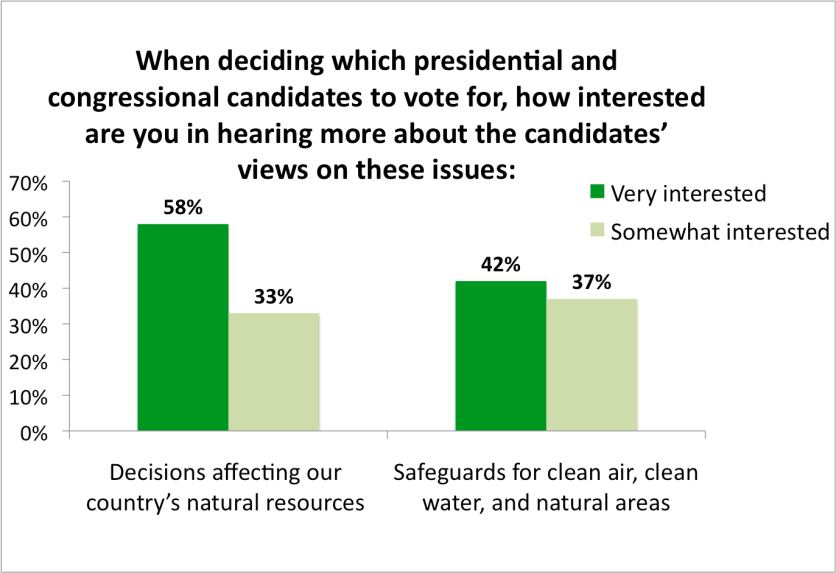 When deciding which presidential and
congressional candidates to vote for, how interested
are you in hearing more about the candidates’
views on these issues:
70%
60%
50%
40%
30%
20%
10%
0%
58%
33%
42%
37%
Very interested
Somewhat interested
Decisions affecting our
country’s natural resources
Safeguards for clean air, clean
water, and natural areas